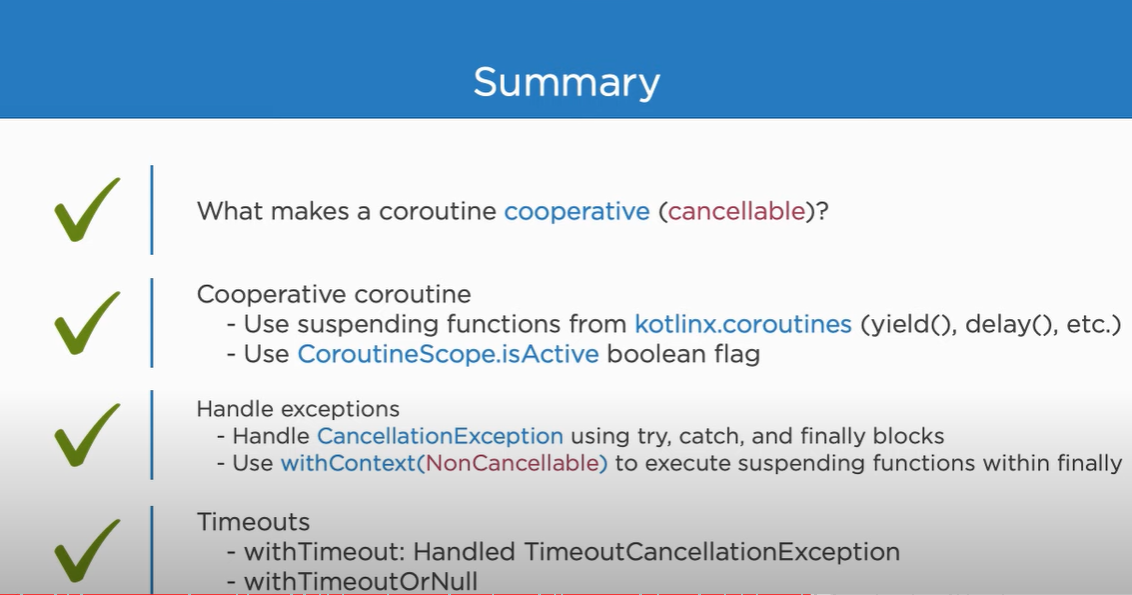 Summary
What makes a coroutine cooperative (cancellable)?
Cooperative coroutine
- Use suspending functions from kotlinx.coroutines (yield(), delay(), etc.)
- Use CoroutineScope.isActive boolean flag
Handle exceptions
- Handle CancellationException using try, catch, and finally blocks
- Use withContext(NonCancellable) to execute suspending functions within finally
Timeouts
- withTimeout: Handled TimeoutCancellationException
- withTimeoutOrNull